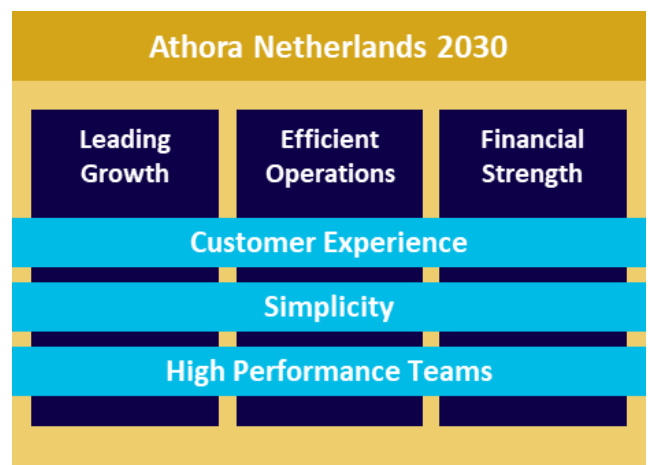 Athora Netherlands 2030
Leading
Growth
Efficient
Operations
Financial
Strength
Customer Experience
Simplicity
High Performance Teams